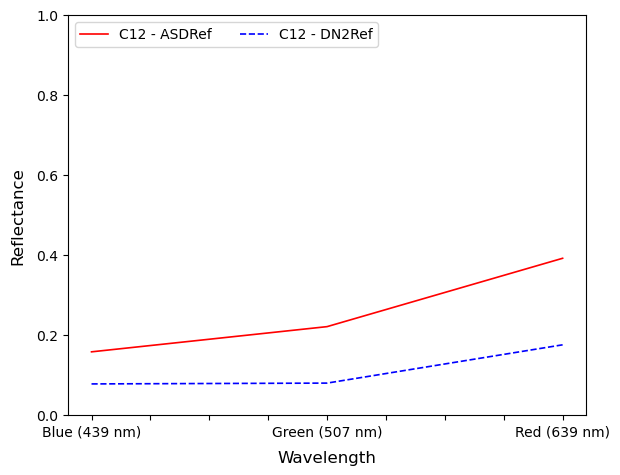 C12 - ASDRef C12 - DN2Ref
1.0
0.8
0.6
0.4
0.2
0.0
Reflectance
Blue (439 nm) Green (507 nm) Red (639 nm)
Wavelength